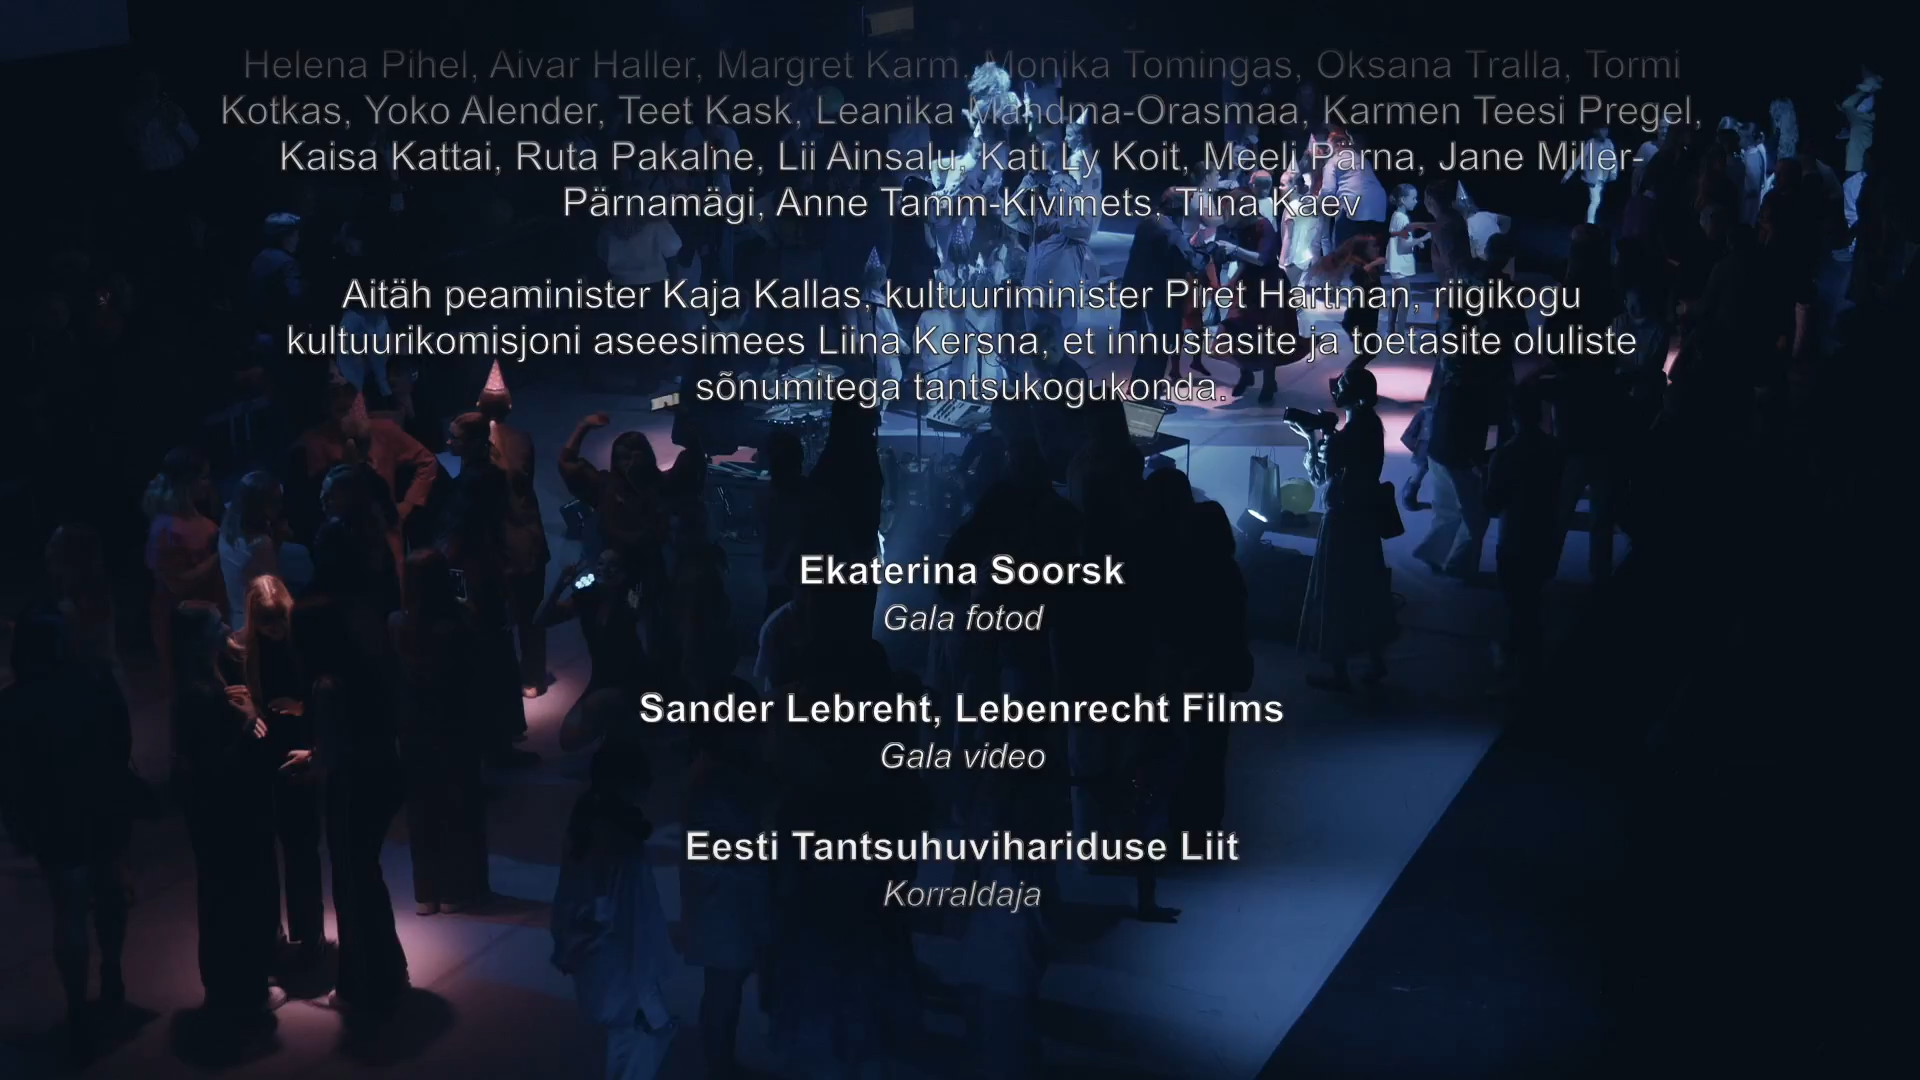 Helena Pihel, Aivar Haller, Margret Karm, Monika Tomingas, Oksana Tralla, Tormi
Kotkas, Yoko Alender, Teet Kask, Leanika Mändma-Orasmaa, Karmen Teesi Pregel,
Kaisa Kattai, Ruta Pakalne, Lii Ainsalu, Kati Ly Koit, Meeli Pärna, Jane Miller-
Pärnamägi, Anne Tamm-Kivimets, Tiina Kaev
Aitäh peaminister Kaja Kallas, kultuuriminister Piret Hartman, riigikogu
kultuurikomisjoni aseesimees Liina Kersna, et innustasite ja toetasite oluliste
sõnumitega tantsukogukonda.
Ekaterina Soorsk
Gala fotod
Sander Lebreht, Lebenrecht Films
Gala video
Eesti Tantsuhuvihariduse Liit
Korraldaja